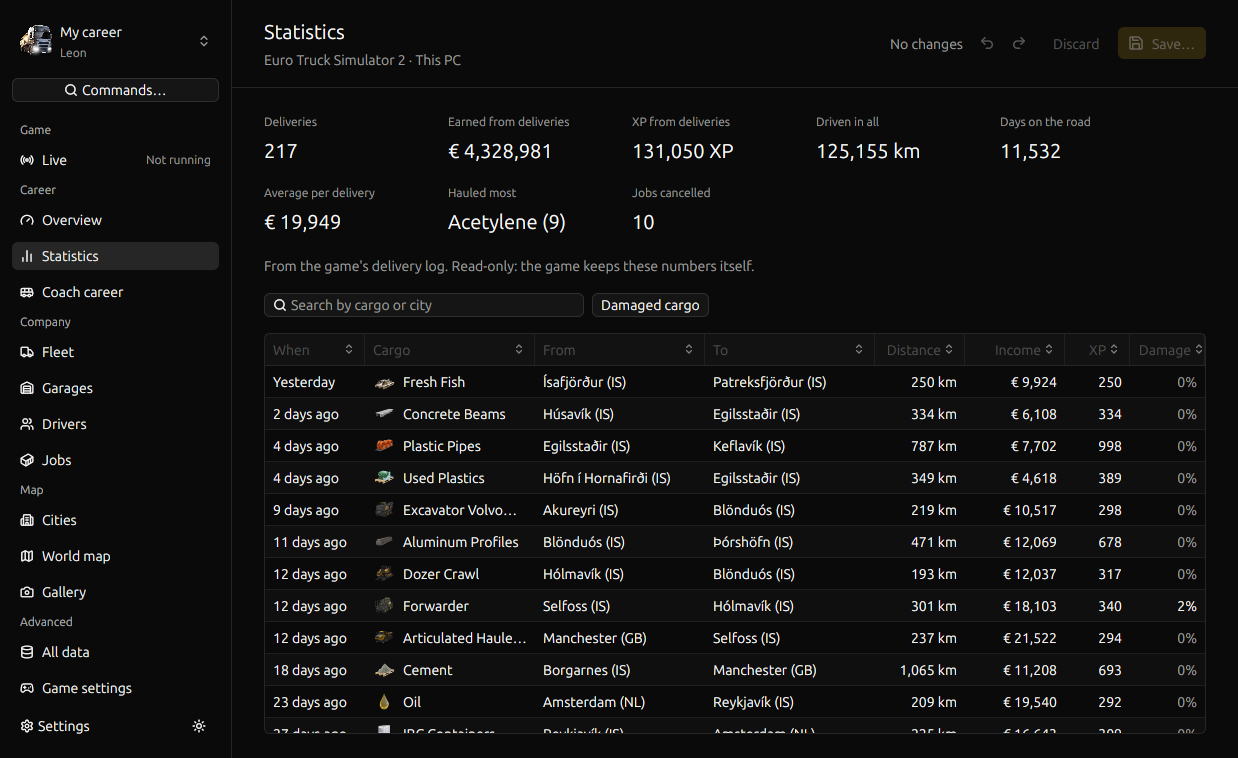 My career
Leon
Commands…
Game
Live Not running
Career
Overview
Statistics
Coach career
Company
Fleet
Garages
Drivers
Jobs
Map
Cities
World map
Gallery
Advanced
All data
Game settings
Settings
Statistics
Euro Truck Simulator 2 · This PC
No changes Discard Save…
Deliveries Earned from deliveries XP from deliveries Driven in all Days on the road
217 € 4,328,981 131,050 XP 125,155 km 11,532
Average per delivery Hauled most Jobs cancelled
€ 19,949 Acetylene (9) 10
From the game's delivery log. Read-only: the game keeps these numbers itself.
Search by cargo or city Damaged cargo
When Cargo From To Distance Income XP Damage
Yesterday Fresh Fish Ísafjörður (IS) Patreksfjörður (IS) 250 km € 9,924 250 0%
2 days ago Concrete Beams Húsavík (IS) Egilsstaðir (IS) 334 km € 6,108 334 0%
4 days ago Plastic Pipes Egilsstaðir (IS) Keflavík (IS) 787 km € 7,702 998 0%
4 days ago Used Plastics Höfn í Hornafirði (IS) Egilsstaðir (IS) 349 km € 4,618 389 0%
9 days ago Excavator Volvo… Akureyri (IS) Blönduós (IS) 219 km € 10,517 298 0%
11 days ago Aluminum Profiles Blönduós (IS) Þórshöfn (IS) 471 km € 12,069 678 0%
12 days ago Dozer Crawl Hólmavík (IS) Blönduós (IS) 193 km € 12,037 317 0%
12 days ago Forwarder Selfoss (IS) Hólmavík (IS) 301 km € 18,103 340 2%
12 days ago Articulated Haule… Manchester (GB) Selfoss (IS) 237 km € 21,522 294 0%
18 days ago Cement Borgarnes (IS) Manchester (GB) 1,065 km € 11,208 693 0%
23 days ago Oil Amsterdam (NL) Reykjavík (IS) 209 km € 19,540 292 0%
27 days ago IBC Containers Reykjavík (IS) Amsterdam (NL)